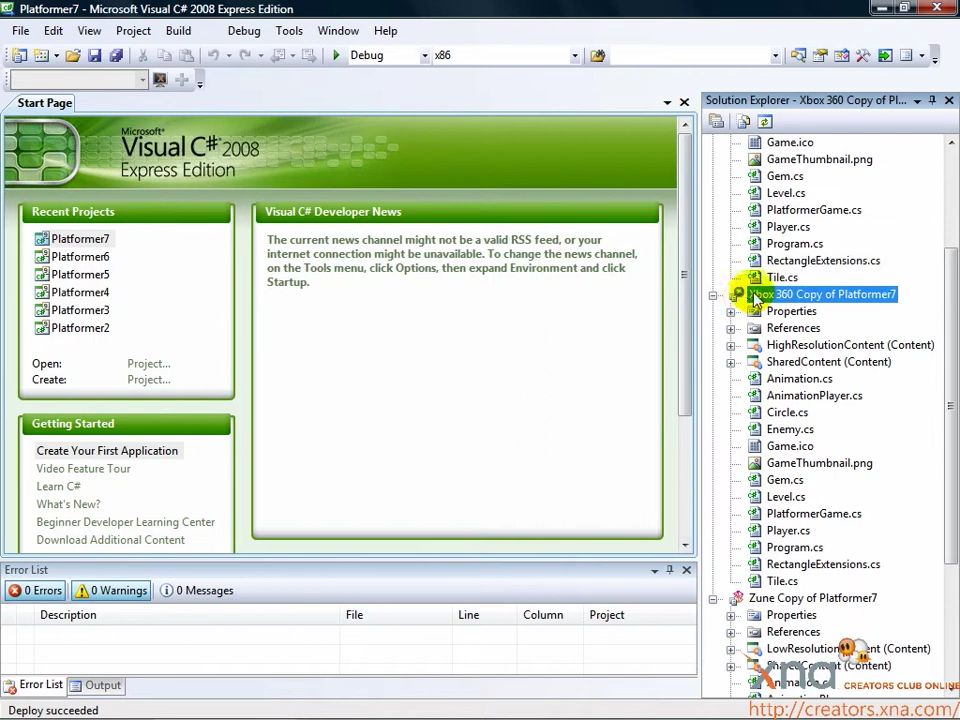 Platformer7 - Microsoft Visual C# 2008 Express Edition
File Edit View Project Build Debug Tools Window Help
Debug x86
Start Page
Microsoft
Visual C# 2008
Express Edition
Recent Projects
Platformer7
Platformer6
Platformer5
Platformer4
Platformer3
Platformer2
Open: Project...
Create: Project...
Getting Started
Create Your First Application
Video Feature Tour
Learn C#
What's New?
Beginner Developer Learning Center
Download Additional Content
Visual C# Developer News
The current news channel might not be a valid RSS feed, or your
internet connection might be unavailable. To change the news channel,
on the Tools menu, click Options, then expand Environment and click
Startup.
Solution Explorer - Xbox 360 Copy of Pl...
Game.ico
GameThumbnail.png
Gem.cs
Level.cs
PlatformerGame.cs
Player.cs
Program.cs
RectangleExtensions.cs
Tile.cs
Xbox 360 Copy of Platformer7
Properties
References
HighResolutionContent (Content)
SharedContent (Content)
Animation.cs
AnimationPlayer.cs
Circle.cs
Enemy.cs
Game.ico
GameThumbnail.png
Gem.cs
Level.cs
PlatformerGame.cs
Player.cs
Program.cs
RectangleExtensions.cs
Tile.cs
Zune Copy of Platformer7
Properties
References
Error List
0 Errors 0 Warnings 0 Messages
Description File Line Column Project
Error List Output
Deploy succeeded
xna CREATORS CLUB ONLINE
http://creators.xna.com/